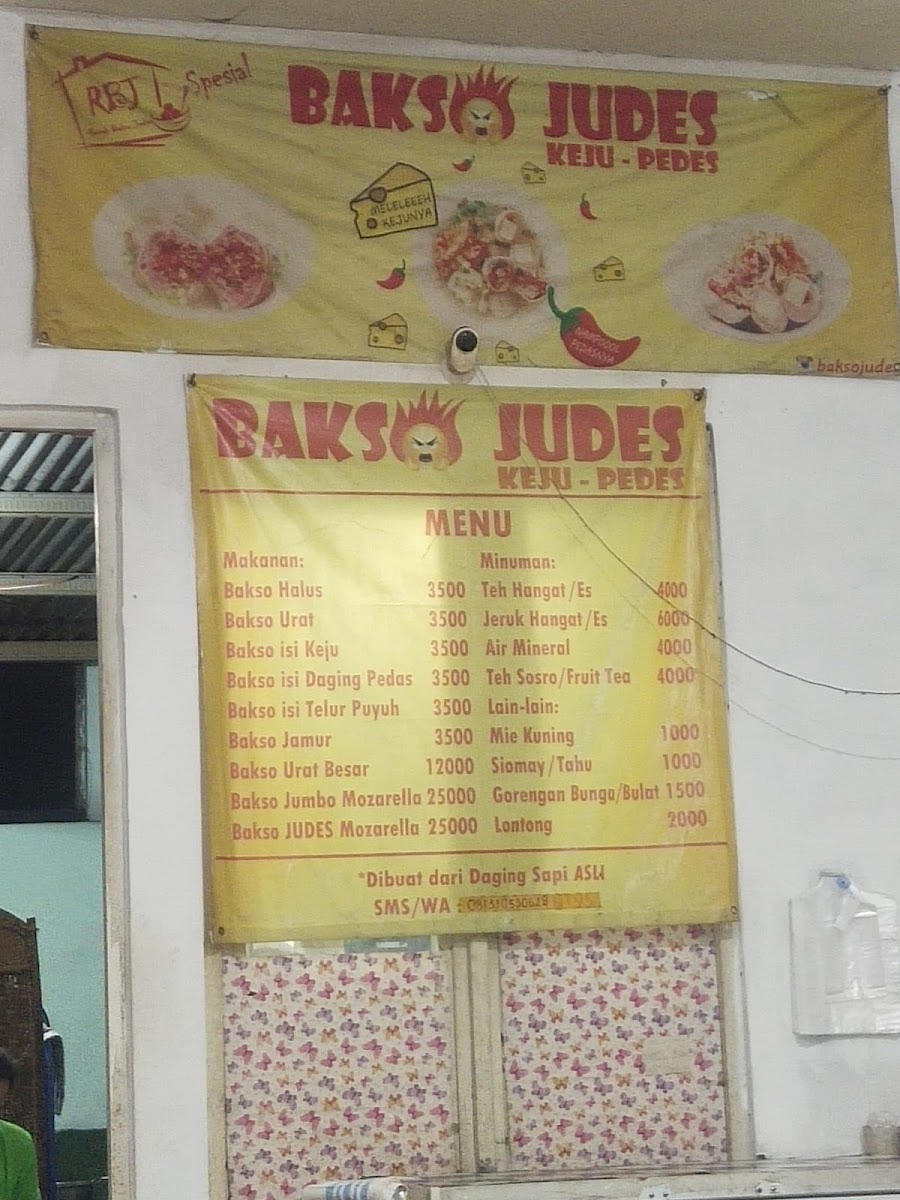 RBJ
Spesial
BAKSO JUDES
KEJU - PEDES
MELELEEEH
KEJUNYA
PEDASNYA
baksojudes
BAKSO JUDES
KEJU - PEDES
MENU
Makanan:
Bakso Halus 3500
Bakso Urat 3500
Bakso isi Keju 3500
Bakso isi Daging Pedas 3500
Bakso isi Telur Puyuh 3500
Bakso Jamur 3500
Bakso Urat Besar 12000
Bakso Jumbo Mozarella 25000
Bakso JUDES Mozarella 25000
Minuman:
Teh Hangat/Es 4000
Jeruk Hangat/Es 6000
Air Mineral 4000
Teh Sosro/Fruit Tea 4000
Lain-lain:
Mie Kuning 1000
Siomay/Tahu 1000
Gorengan Bunga/Bulat 1500
Lontong 2000
*Dibuat dari Daging Sapi ASLI
SMS/WA :